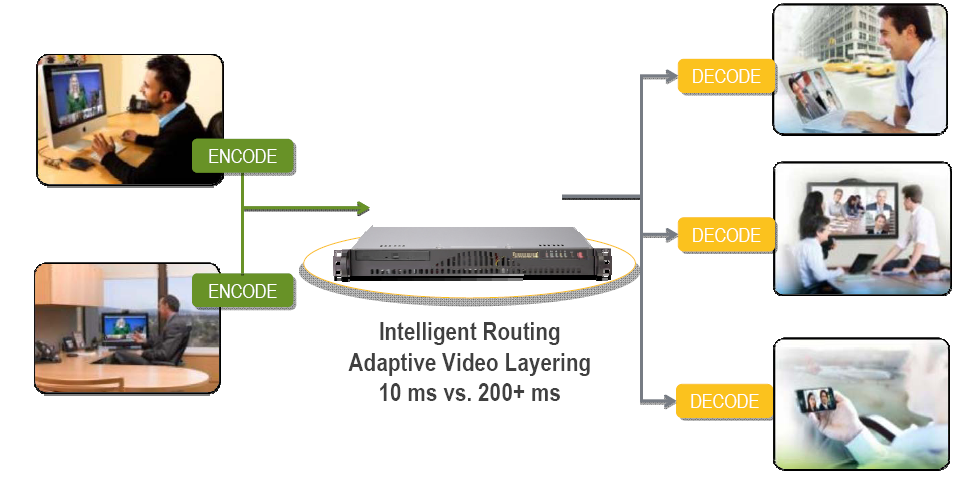 ENCODE
ENCODE
Intelligent Routing
Adaptive Video Layering
10 ms vs. 200+ ms
DECODE
DECODE
DECODE